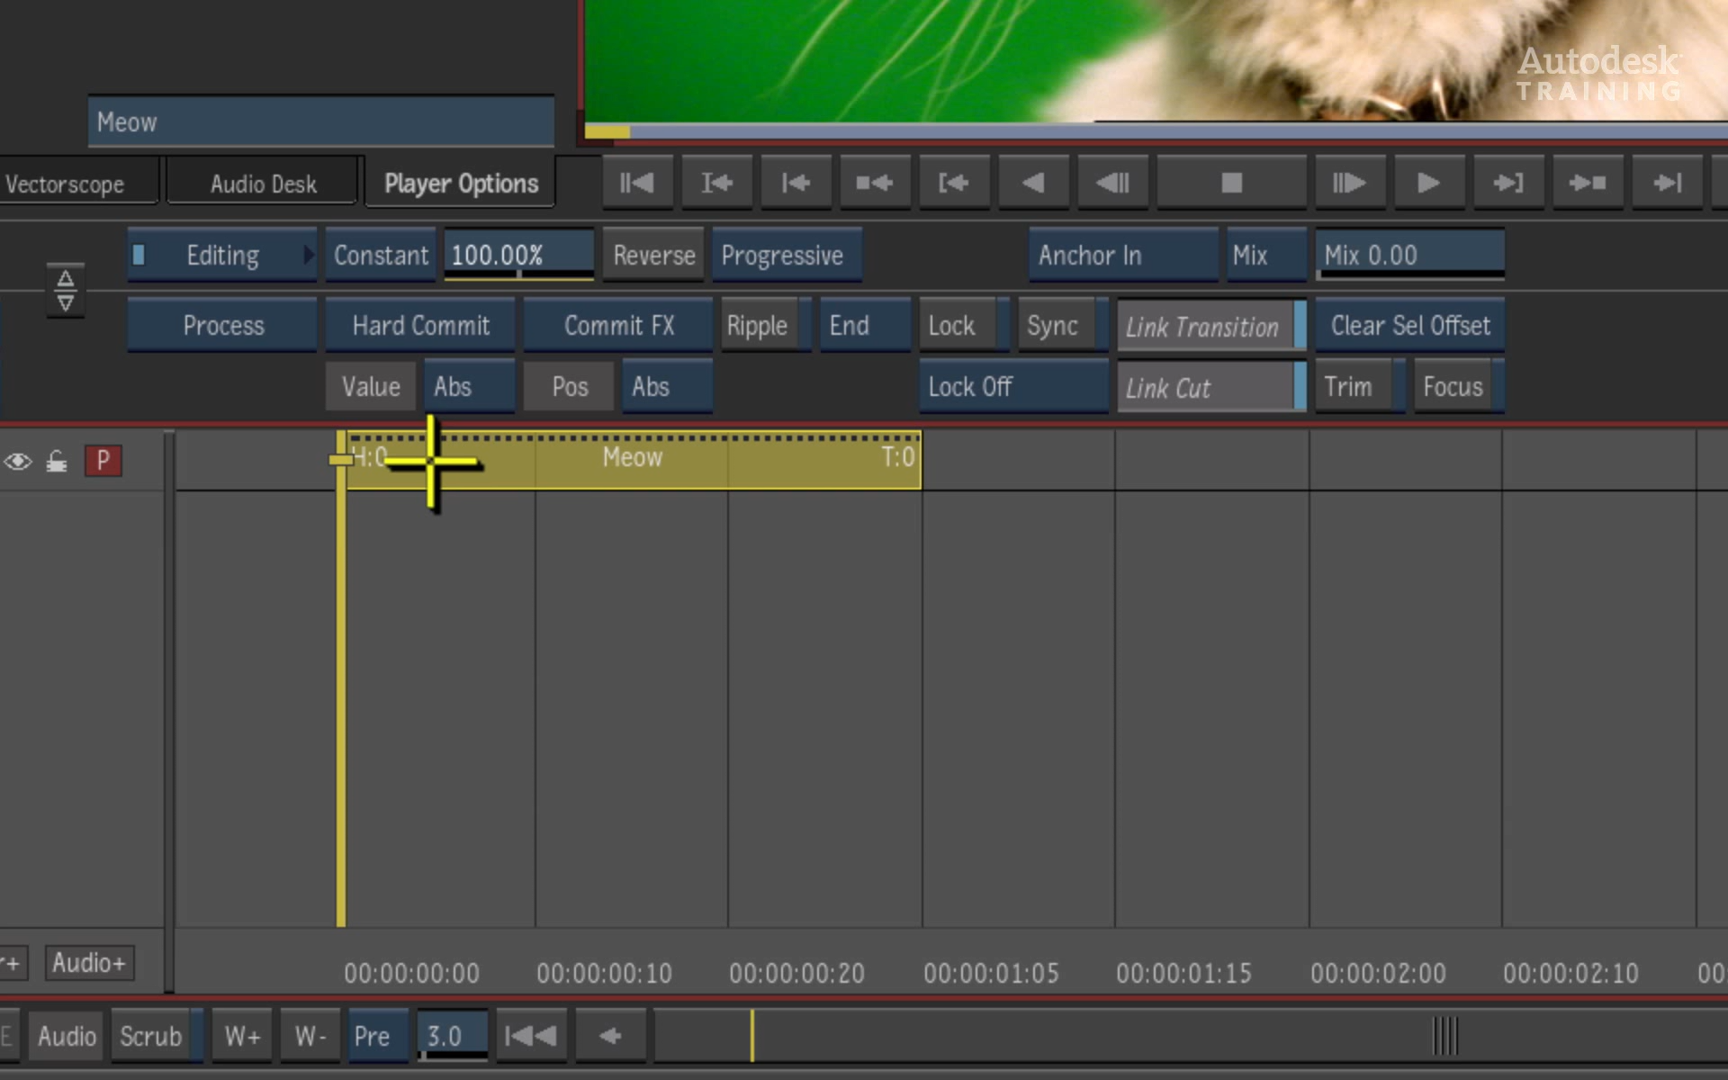 Autodesk
TRAINING
Meow
Vectorscope Audio Desk Player Options
Editing Constant 100.00% Reverse Progressive Anchor In Mix Mix 0.00
Process Hard Commit Commit FX Ripple End Lock Sync Link Transition Clear Sel Offset
Value Abs Pos Abs Lock Off Link Cut Trim Focus
P H:0 Meow T:0
r+ Audio+ 00:00:00:00 00:00:00:10 00:00:00:20 00:00:01:05 00:00:01:15 00:00:02:00 00:00:02:10 00
E Audio Scrub W+ W- Pre 3.0